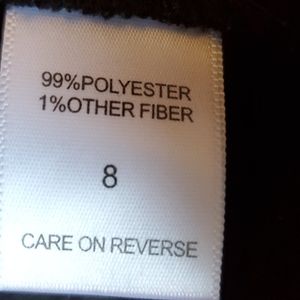 99%POLYESTER
1%OTHER FIBER
8
CARE ON REVERSE